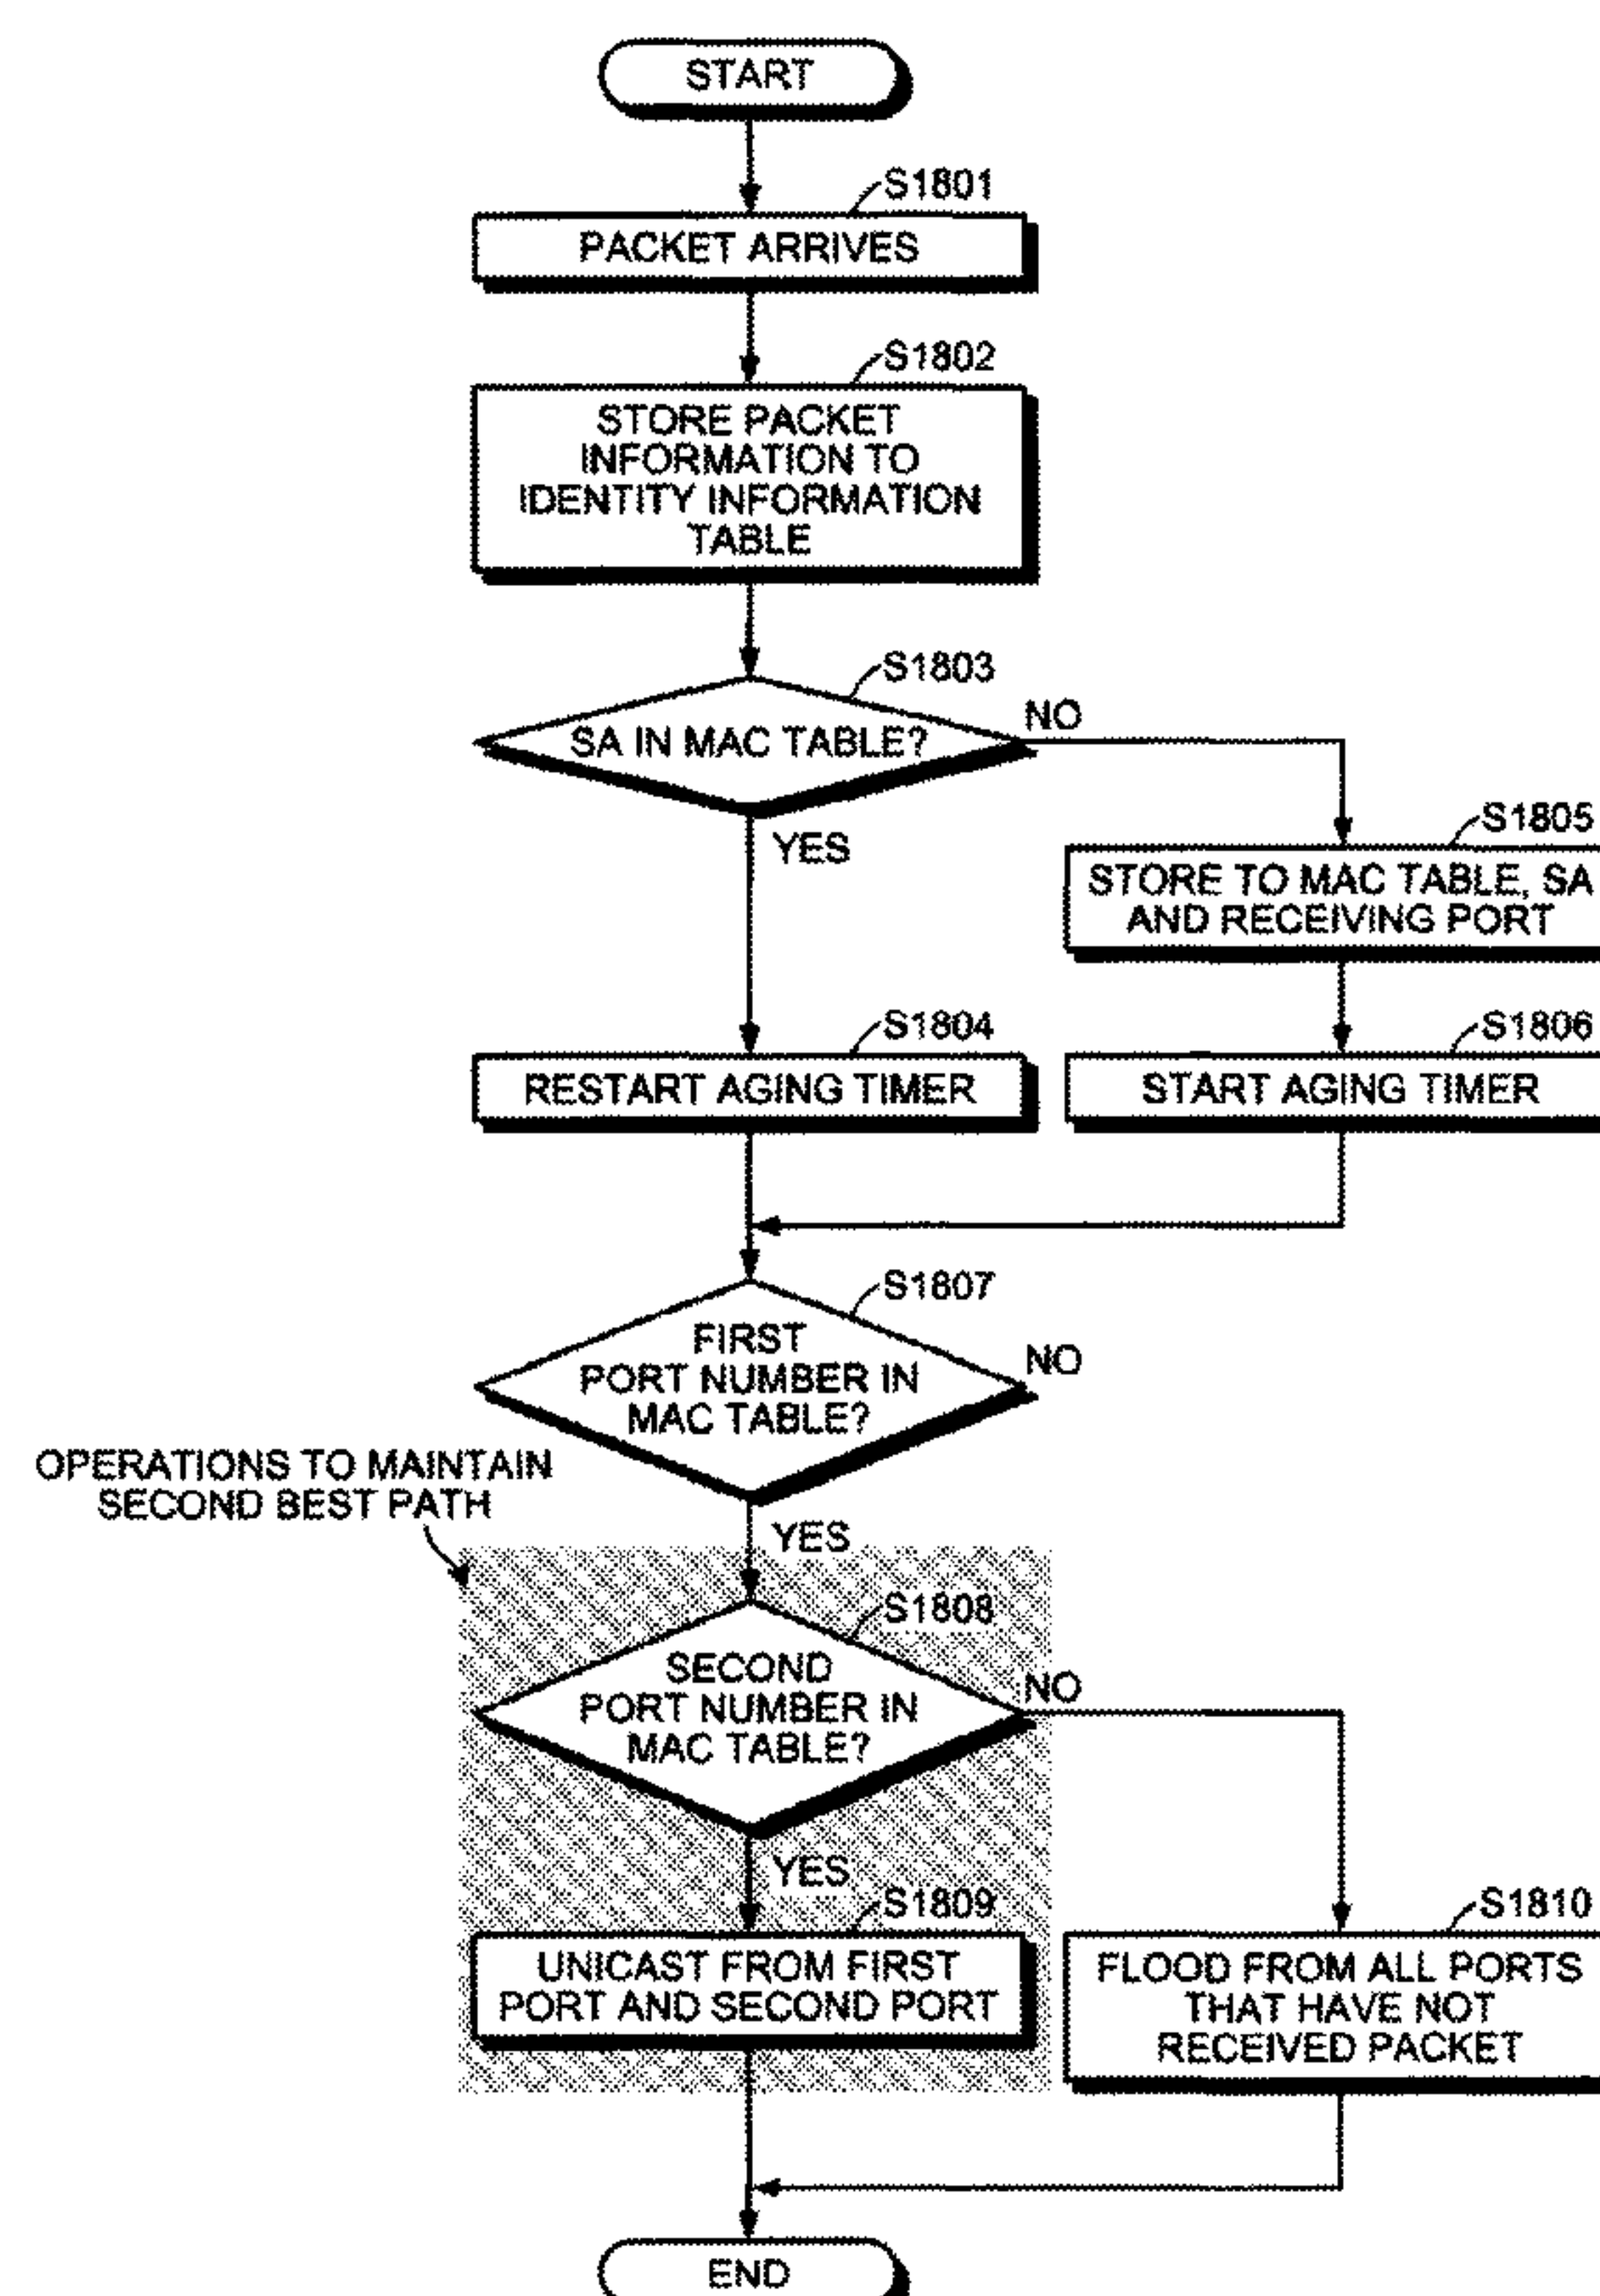 START
S1801
PACKET ARRIVES
S1802
STORE PACKET
INFORMATION TO
IDENTITY INFORMATION
TABLE
S1803
SA IN MAC TABLE?
NO
YES
S1805
STORE TO MAC TABLE, SA
AND RECEIVING PORT
S1804
RESTART AGING TIMER
S1806
START AGING TIMER
S1807
FIRST
PORT NUMBER IN
MAC TABLE?
NO
YES
OPERATIONS TO MAINTAIN
SECOND BEST PATH
S1808
SECOND
PORT NUMBER IN
MAC TABLE?
NO
YES
S1809
UNICAST FROM FIRST
PORT AND SECOND PORT
S1810
FLOOD FROM ALL PORTS
THAT HAVE NOT
RECEIVED PACKET
END